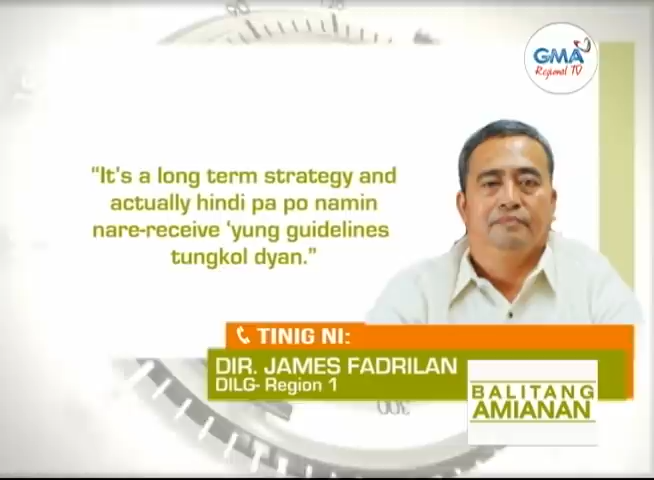 GMA
Regional TV
"It's a long term strategy and
actually hindi pa po namin
nare-receive 'yung guidelines
tungkol dyan."
TINIG NI:
DIR. JAMES FADRILAN
DILG- Region 1
BALITANG
AMIANAN
300